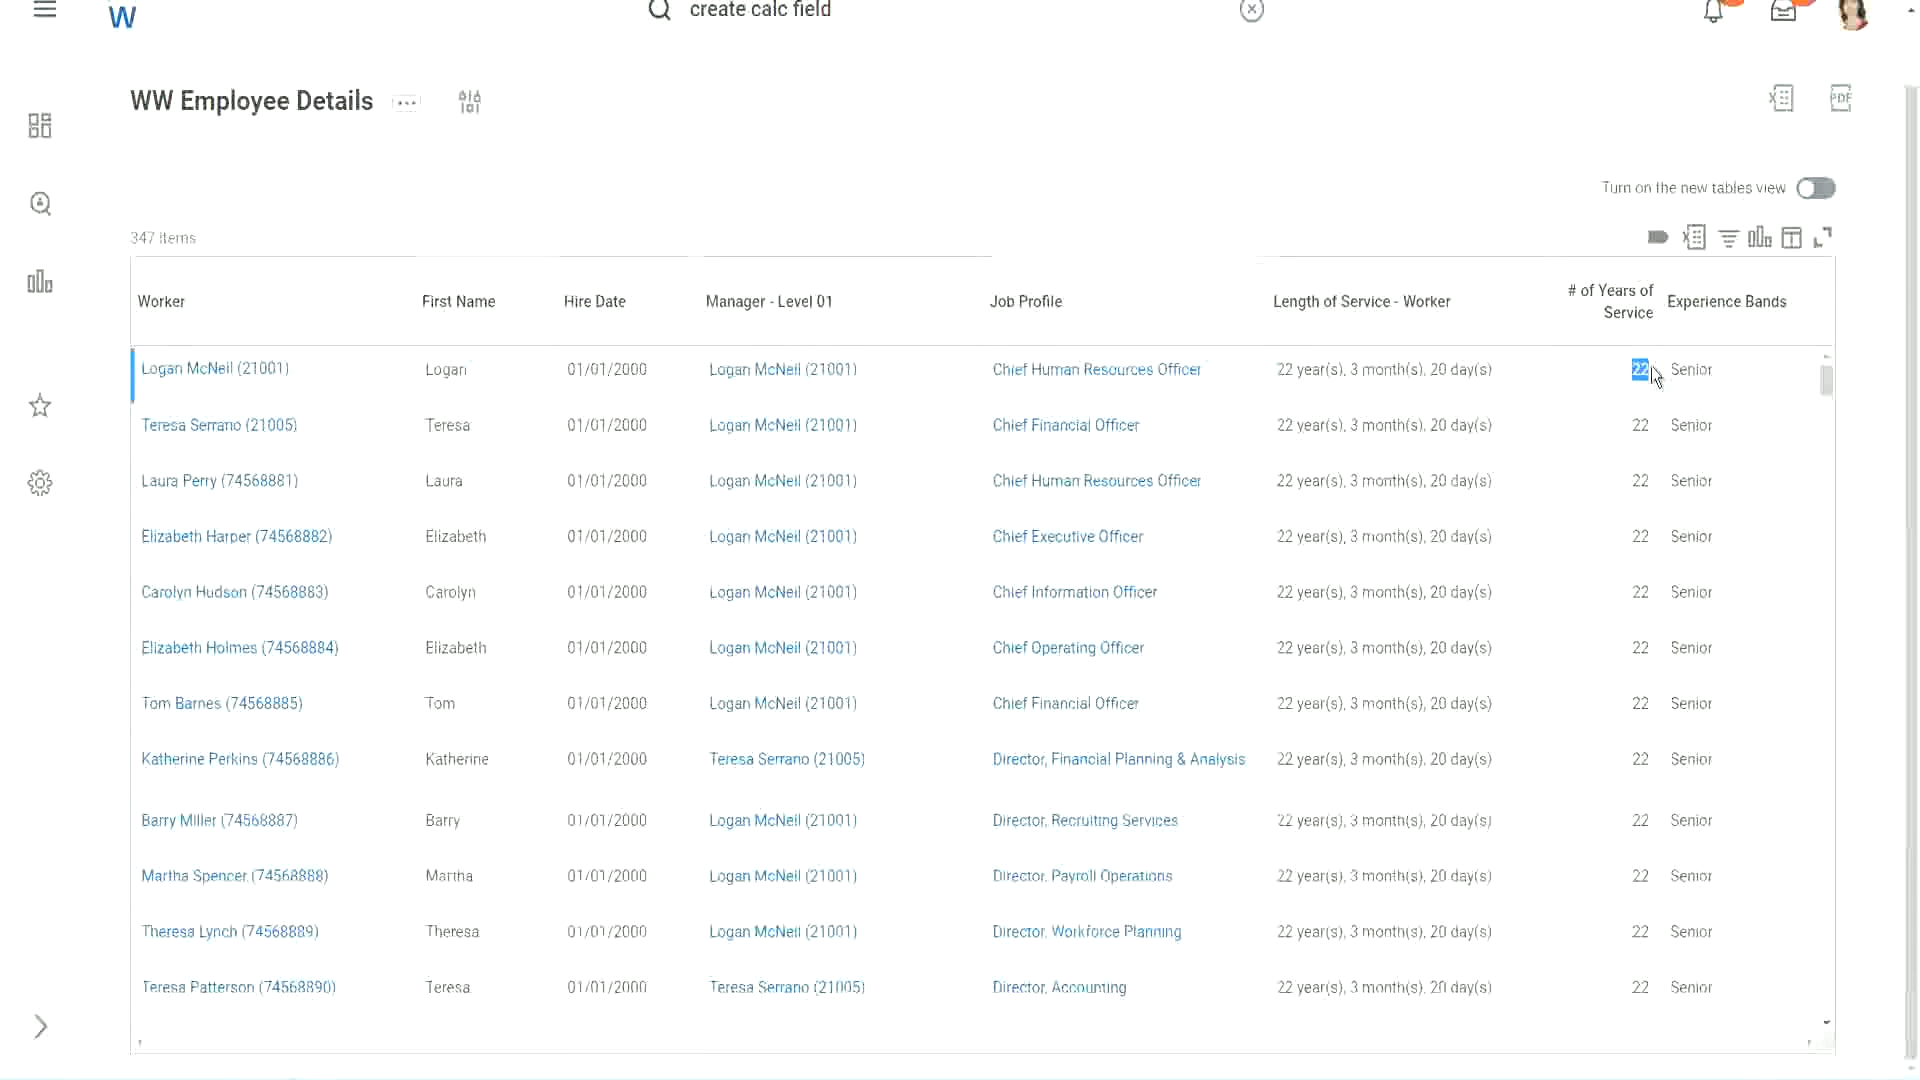 W create calc field
WW Employee Details
PDF
Turn on the new tables view
347 items
Worker First Name Hire Date Manager - Level 01 Job Profile Length of Service - Worker # of Years of Service Experience Bands
Logan McNeil (21001) Logan 01/01/2000 Logan McNeil (21001) Chief Human Resources Officer 22 year(s), 3 month(s), 20 day(s) 22 Senior
Teresa Serrano (21005) Teresa 01/01/2000 Logan McNeil (21001) Chief Financial Officer 22 year(s), 3 month(s), 20 day(s) 22 Senior
Laura Perry (74568881) Laura 01/01/2000 Logan McNeil (21001) Chief Human Resources Officer 22 year(s), 3 month(s), 20 day(s) 22 Senior
Elizabeth Harper (74568882) Elizabeth 01/01/2000 Logan McNeil (21001) Chief Executive Officer 22 year(s), 3 month(s), 20 day(s) 22 Senior
Carolyn Hudson (74568883) Carolyn 01/01/2000 Logan McNeil (21001) Chief Information Officer 22 year(s), 3 month(s), 20 day(s) 22 Senior
Elizabeth Holmes (74568884) Elizabeth 01/01/2000 Logan McNeil (21001) Chief Operating Officer 22 year(s), 3 month(s), 20 day(s) 22 Senior
Tom Barnes (74568885) Tom 01/01/2000 Logan McNeil (21001) Chief Financial Officer 22 year(s), 3 month(s), 20 day(s) 22 Senior
Katherine Perkins (74568886) Katherine 01/01/2000 Teresa Serrano (21005) Director, Financial Planning & Analysis 22 year(s), 3 month(s), 20 day(s) 22 Senior
Barry Miller (74568887) Barry 01/01/2000 Logan McNeil (21001) Director, Recruiting Services 22 year(s), 3 month(s), 20 day(s) 22 Senior
Martha Spencer (74568888) Martha 01/01/2000 Logan McNeil (21001) Director, Payroll Operations 22 year(s), 3 month(s), 20 day(s) 22 Senior
Theresa Lynch (74568889) Theresa 01/01/2000 Logan McNeil (21001) Director, Workforce Planning 22 year(s), 3 month(s), 20 day(s) 22 Senior
Teresa Patterson (74568890) Teresa 01/01/2000 Teresa Serrano (21005) Director, Accounting 22 year(s), 3 month(s), 20 day(s) 22 Senior